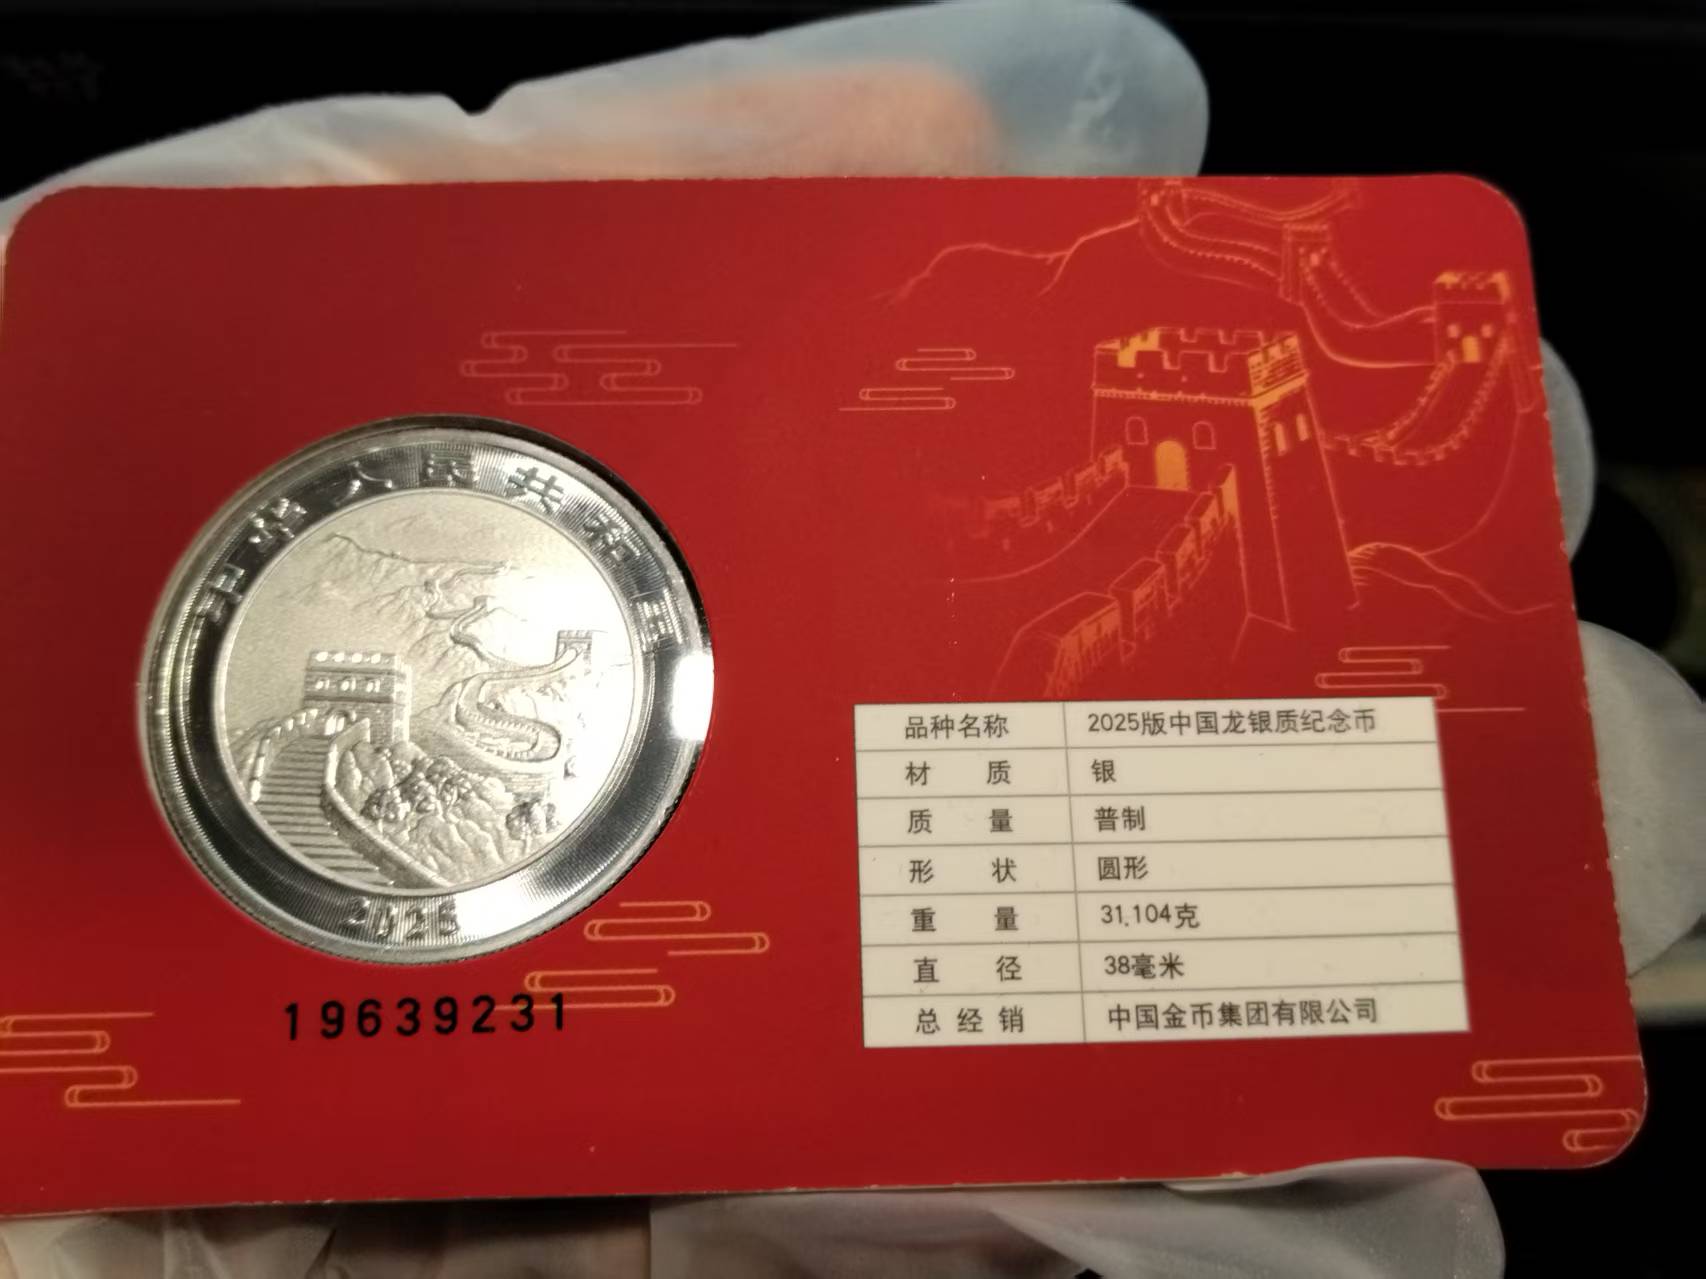 中华人民共和国
2025
19639231
品种名称 2025版中国龙银质纪念币
材 质 银
质 量 普制
形 状 圆形
重 量 31.104克
直 径 38毫米
总 经 销 中国金币集团有限公司